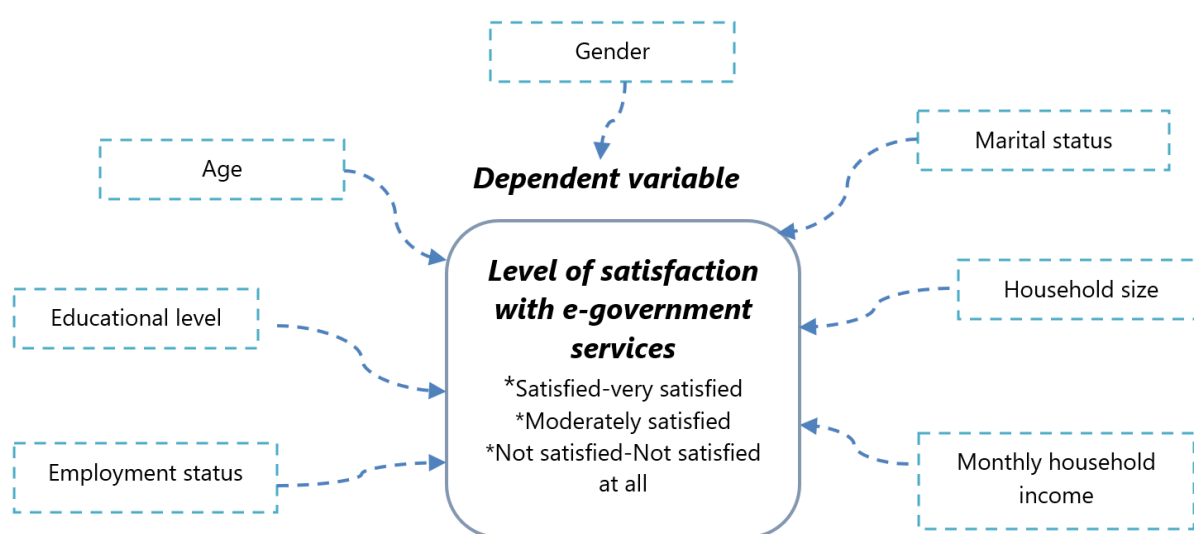 Gender
Marital status
Age
Dependent variable
Level of satisfaction
with e-government
services
*Satisfied-very satisfied
*Moderately satisfied
*Not satisfied-Not satisfied
at all
Educational level
Household size
Employment status
Monthly household
income